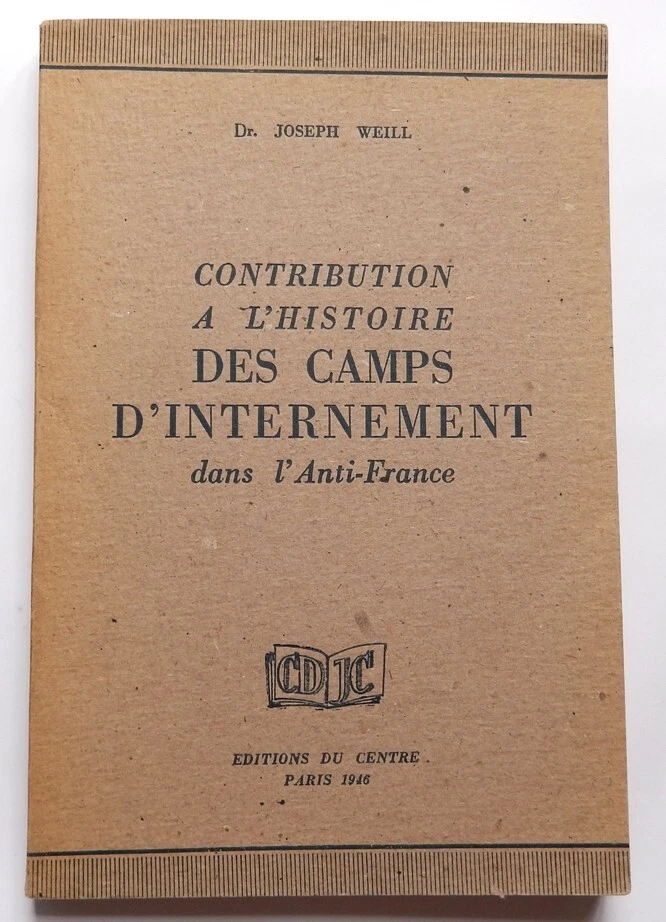 Dr. JOSEPH WEILL
CONTRIBUTION
A L'HISTOIRE
DES CAMPS
D'INTERNEMENT
dans l'Anti-France
CDJC
EDITIONS DU CENTRE
PARIS 1946